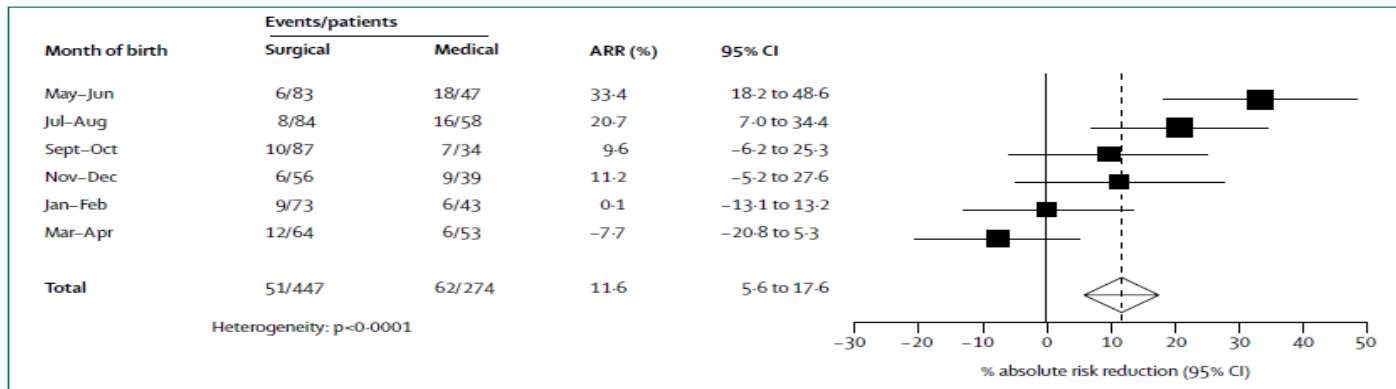 Events/patients
Month of birth Surgical Medical ARR (%) 95% CI
May–Jun 6/83 18/47 33·4 18·2 to 48·6
Jul–Aug 8/84 16/58 20·7 7·0 to 34·4
Sept–Oct 10/87 7/34 9·6 –6·2 to 25·3
Nov–Dec 6/56 9/39 11·2 –5·2 to 27·6
Jan–Feb 9/73 6/43 0·1 –13·1 to 13·2
Mar–Apr 12/64 6/53 –7·7 –20·8 to 5·3
Total 51/447 62/274 11·6 5·6 to 17·6
Heterogeneity: p<0·0001
–30 –20 –10 0 10 20 30 40 50
% absolute risk reduction (95% CI)